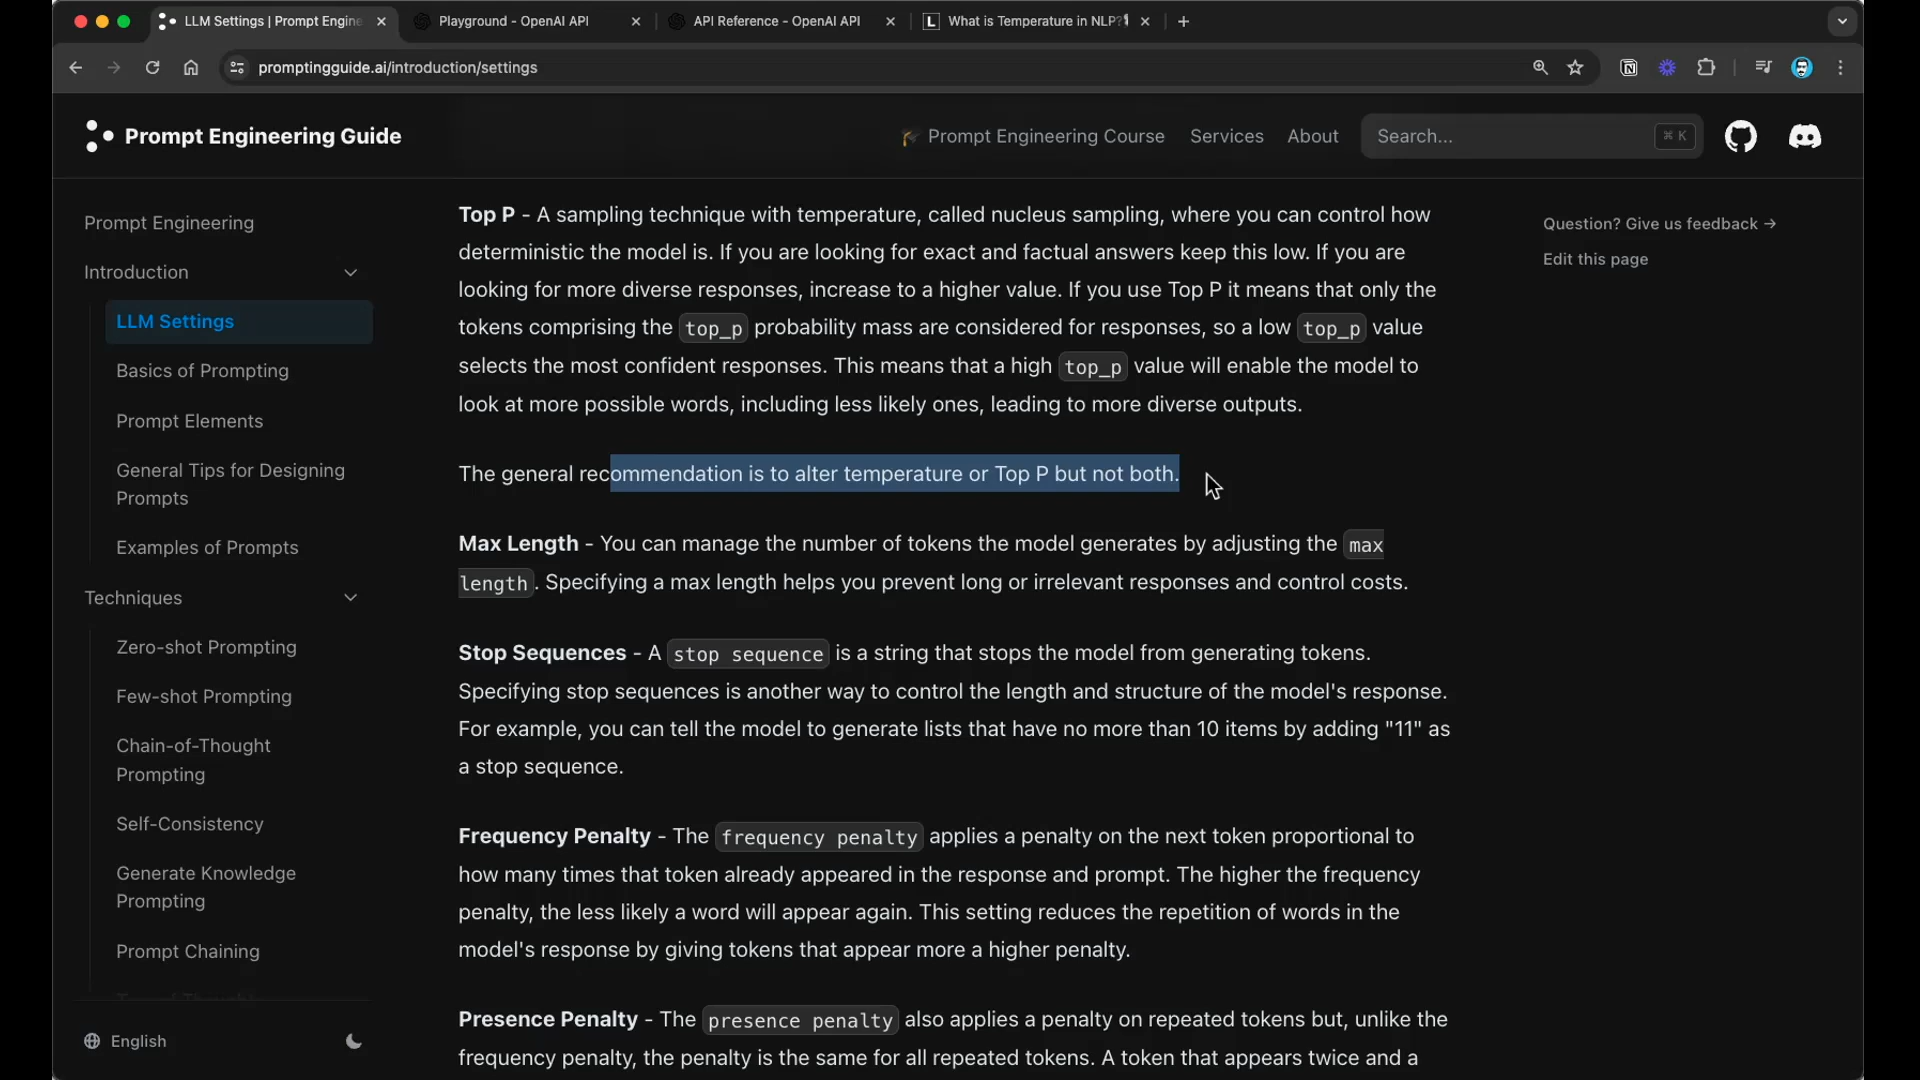 LLM Settings | Prompt Engine
Playground - OpenAI API
API Reference - OpenAI API
L What is Temperature in NLP?
promptingguide.ai/introduction/settings
Prompt Engineering Guide
Prompt Engineering Course
Services
About
Search...
⌘ K
Prompt Engineering
Introduction
LLM Settings
Basics of Prompting
Prompt Elements
General Tips for Designing
Prompts
Examples of Prompts
Techniques
Zero-shot Prompting
Few-shot Prompting
Chain-of-Thought
Prompting
Self-Consistency
Generate Knowledge
Prompting
Prompt Chaining
English
Top P - A sampling technique with temperature, called nucleus sampling, where you can control how
deterministic the model is. If you are looking for exact and factual answers keep this low. If you are
looking for more diverse responses, increase to a higher value. If you use Top P it means that only the
tokens comprising the top_p probability mass are considered for responses, so a low top_p value
selects the most confident responses. This means that a high top_p value will enable the model to
look at more possible words, including less likely ones, leading to more diverse outputs.
The general recommendation is to alter temperature or Top P but not both.
Max Length - You can manage the number of tokens the model generates by adjusting the max
length. Specifying a max length helps you prevent long or irrelevant responses and control costs.
Stop Sequences - A stop sequence is a string that stops the model from generating tokens.
Specifying stop sequences is another way to control the length and structure of the model's response.
For example, you can tell the model to generate lists that have no more than 10 items by adding "11" as
a stop sequence.
Frequency Penalty - The frequency penalty applies a penalty on the next token proportional to
how many times that token already appeared in the response and prompt. The higher the frequency
penalty, the less likely a word will appear again. This setting reduces the repetition of words in the
model's response by giving tokens that appear more a higher penalty.
Presence Penalty - The presence penalty also applies a penalty on repeated tokens but, unlike the
frequency penalty, the penalty is the same for all repeated tokens. A token that appears twice and a
Question? Give us feedback →
Edit this page